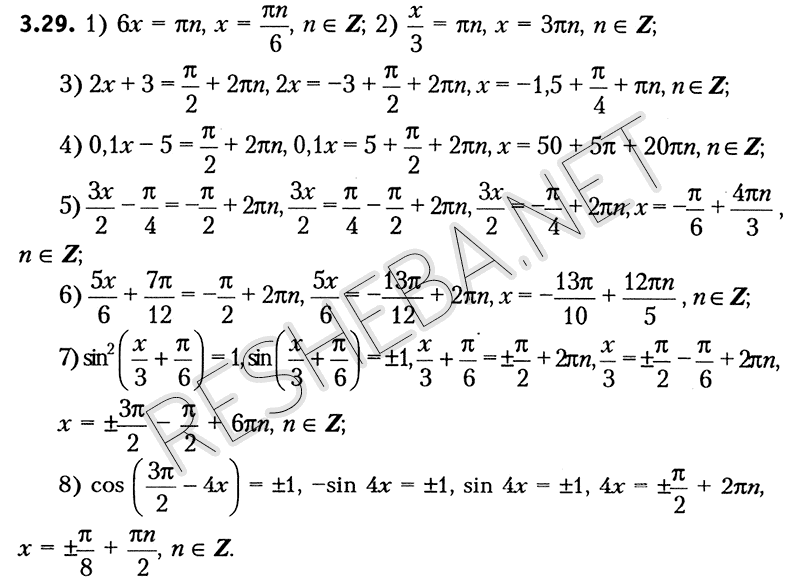 3.29. 1) 6x = πn, x = πn/6, n ∈ Z; 2) x/3 = πn, x = 3πn, n ∈ Z;
3) 2x + 3 = π/2 + 2πn, 2x = −3 + π/2 + 2πn, x = −1,5 + π/4 + πn, n ∈ Z;
4) 0,1x − 5 = π/2 + 2πn, 0,1x = 5 + π/2 + 2πn, x = 50 + 5π + 20πn, n ∈ Z;
5) 3x/2 − π/4 = −π/2 + 2πn, 3x/2 = π/4 − π/2 + 2πn, 3x/2 = −π/4 + 2πn, x = −π/6 + 4πn/3 ,
n ∈ Z;
6) 5x/6 + 7π/12 = −π/2 + 2πn, 5x/6 = −13π/12 + 2πn, x = −13π/10 + 12πn/5 , n ∈ Z;
7) sin²(x/3 + π/6) = 1, sin(x/3 + π/6) = ±1, x/3 + π/6 = ±π/2 + 2πn, x/3 = ±π/2 − π/6 + 2πn,
x = ±3π/2 − π/2 + 6πn, n ∈ Z;
8) cos (3π/2 − 4x) = ±1, −sin 4x = ±1, sin 4x = ±1, 4x = ±π/2 + 2πn,
x = ±π/8 + πn/2, n ∈ Z.
RESHEBA.NET